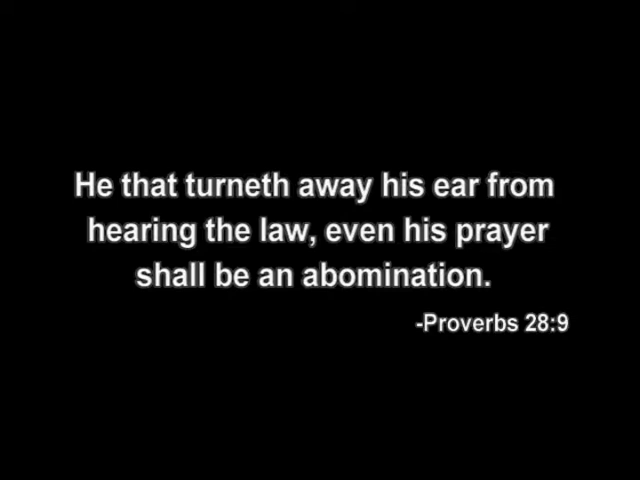 He that turneth away his ear from
hearing the law, even his prayer
shall be an abomination.
-Proverbs 28:9